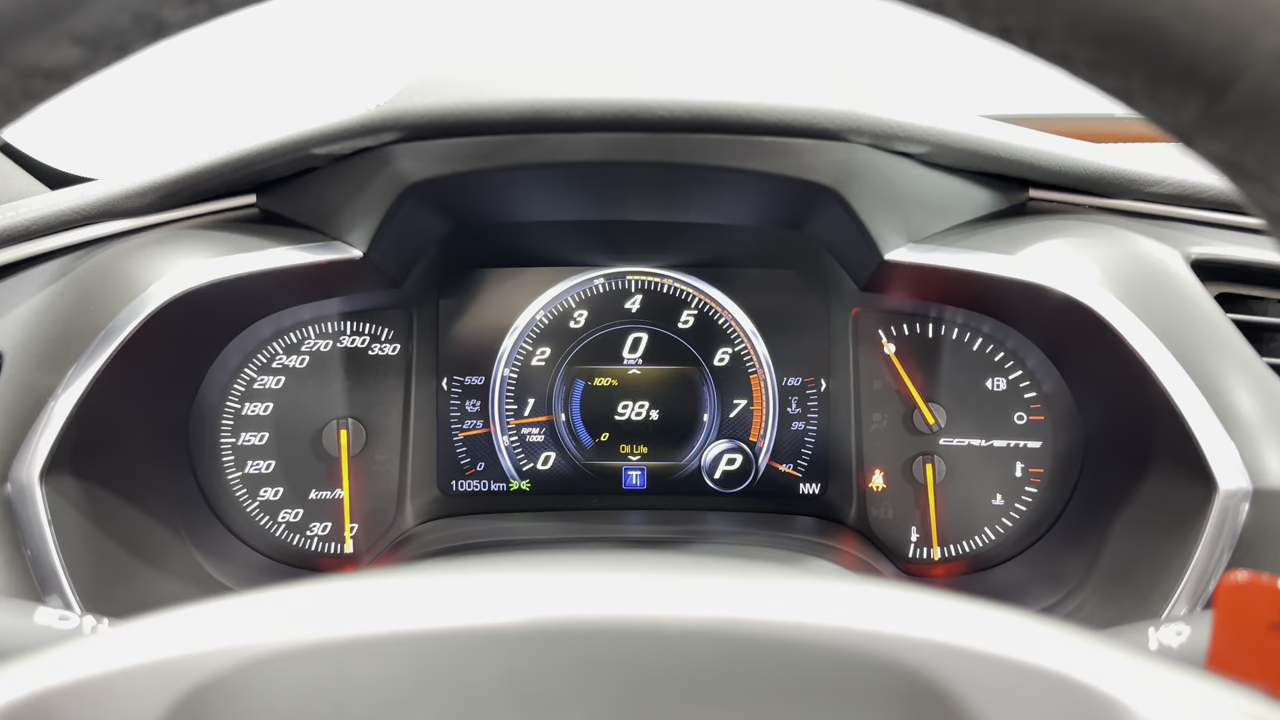 330
300
270
240
210
180
150
120
90
60
30
0
km/h
550
kPa
275
0
0
1
2
3
4
5
6
7
RPM /
1000
0
km/h
100%
98%
0
Oil Life
T
P
160
°C
95
40
10050 km
NW
CORVETTE